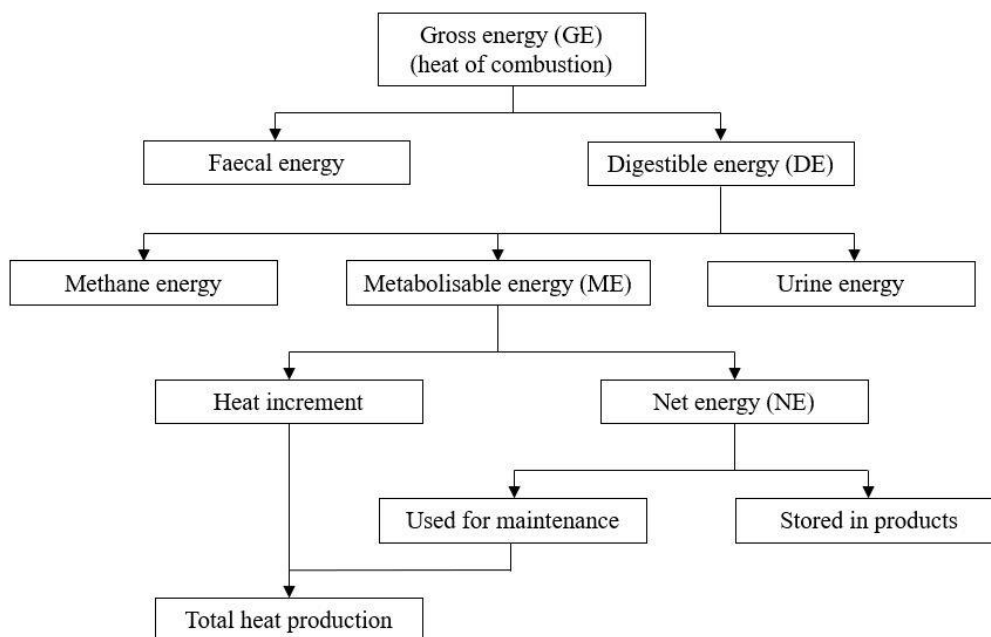 Gross energy (GE)
(heat of combustion)
Faecal energy
Digestible energy (DE)
Methane energy
Metabolisable energy (ME)
Urine energy
Heat increment
Net energy (NE)
Used for maintenance
Stored in products
Total heat production